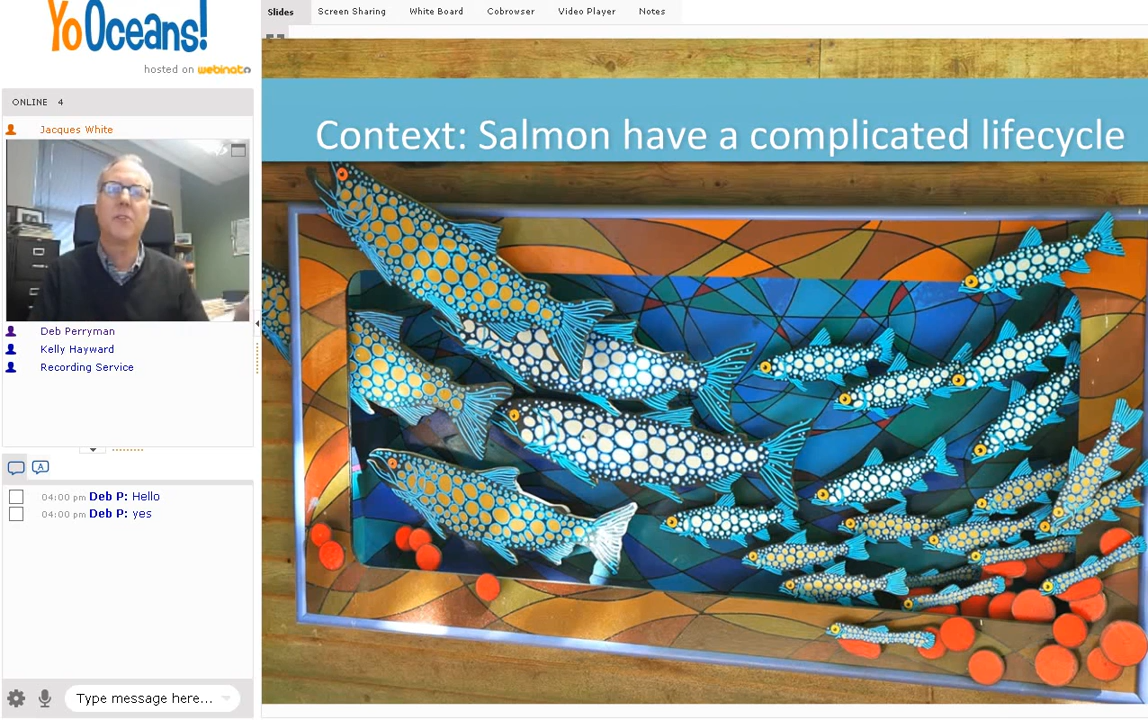 YoOceans!
hosted on webinato
ONLINE 4
Jacques White
Deb Perryman
Kelly Hayward
Recording Service
04:00 pm Deb P: Hello
04:00 pm Deb P: yes
Type message here...
Slides Screen Sharing White Board Cobrowser Video Player Notes
Context: Salmon have a complicated lifecycle